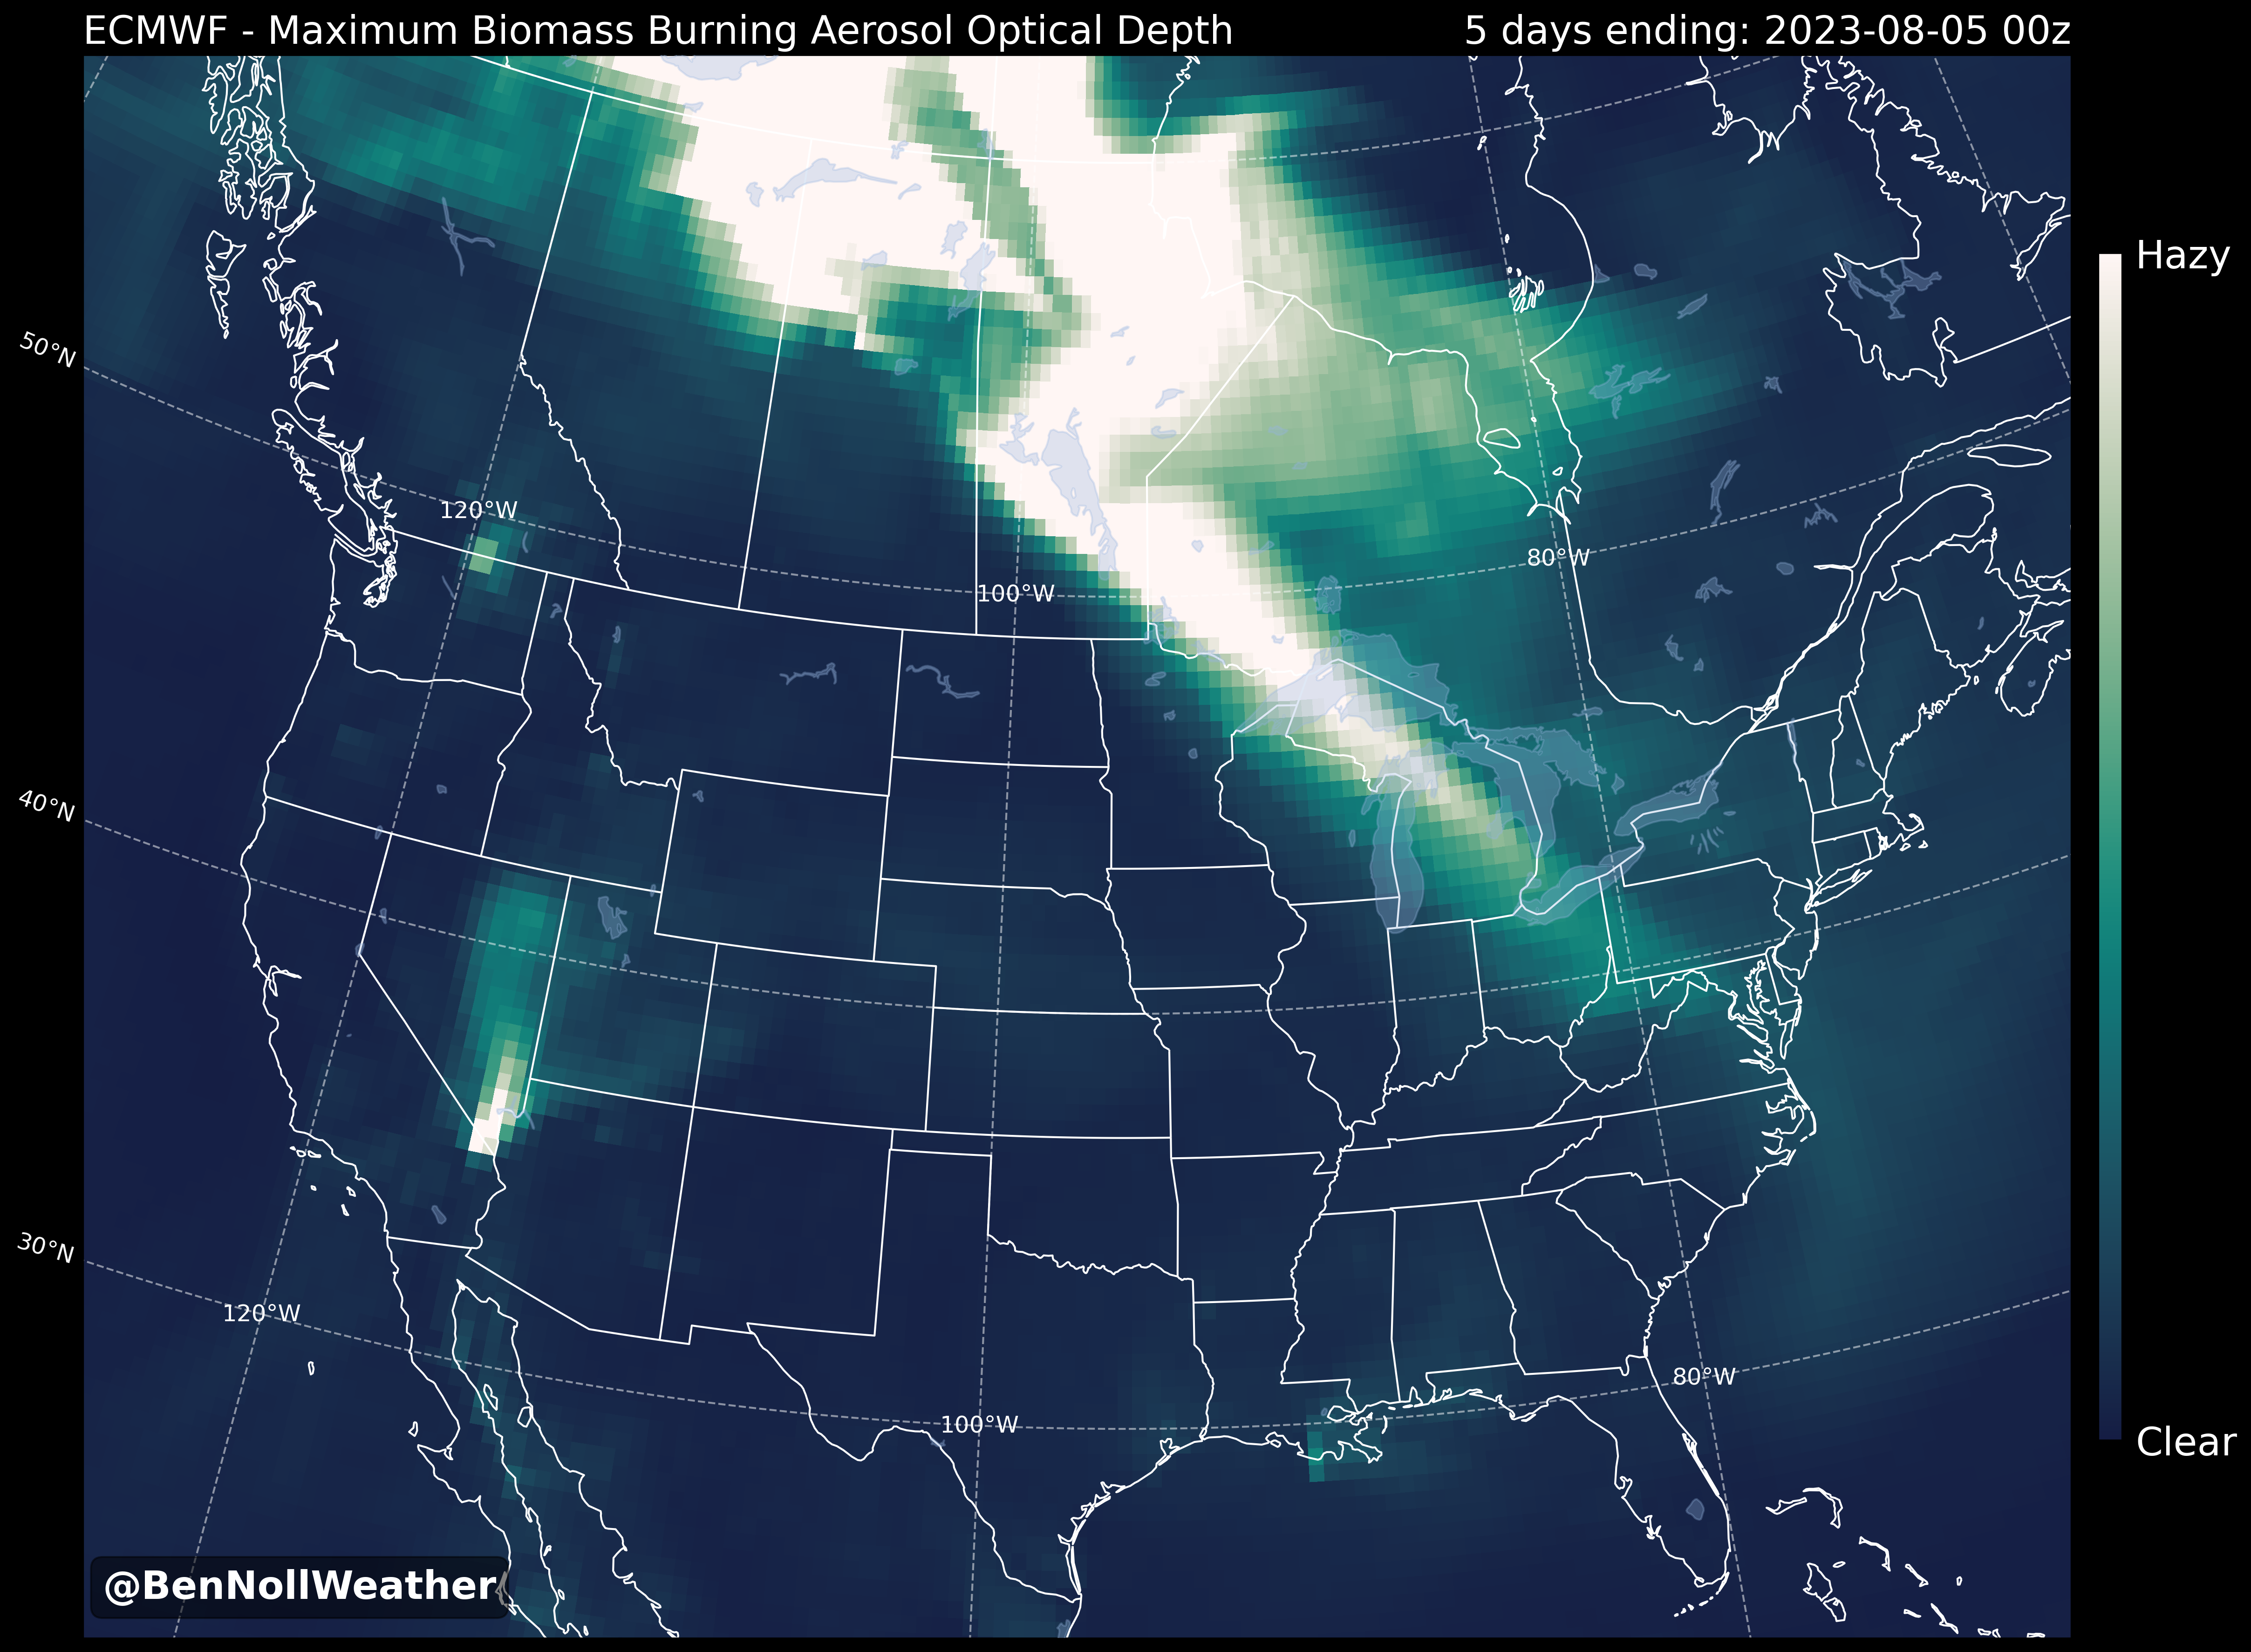 ECMWF - Maximum Biomass Burning Aerosol Optical Depth
5 days ending: 2023-08-05 00z
Hazy
50°N
120°W
80°W
100°W
40°N
30°N
120°W
80°W
100°W
Clear
@BenNollWeather